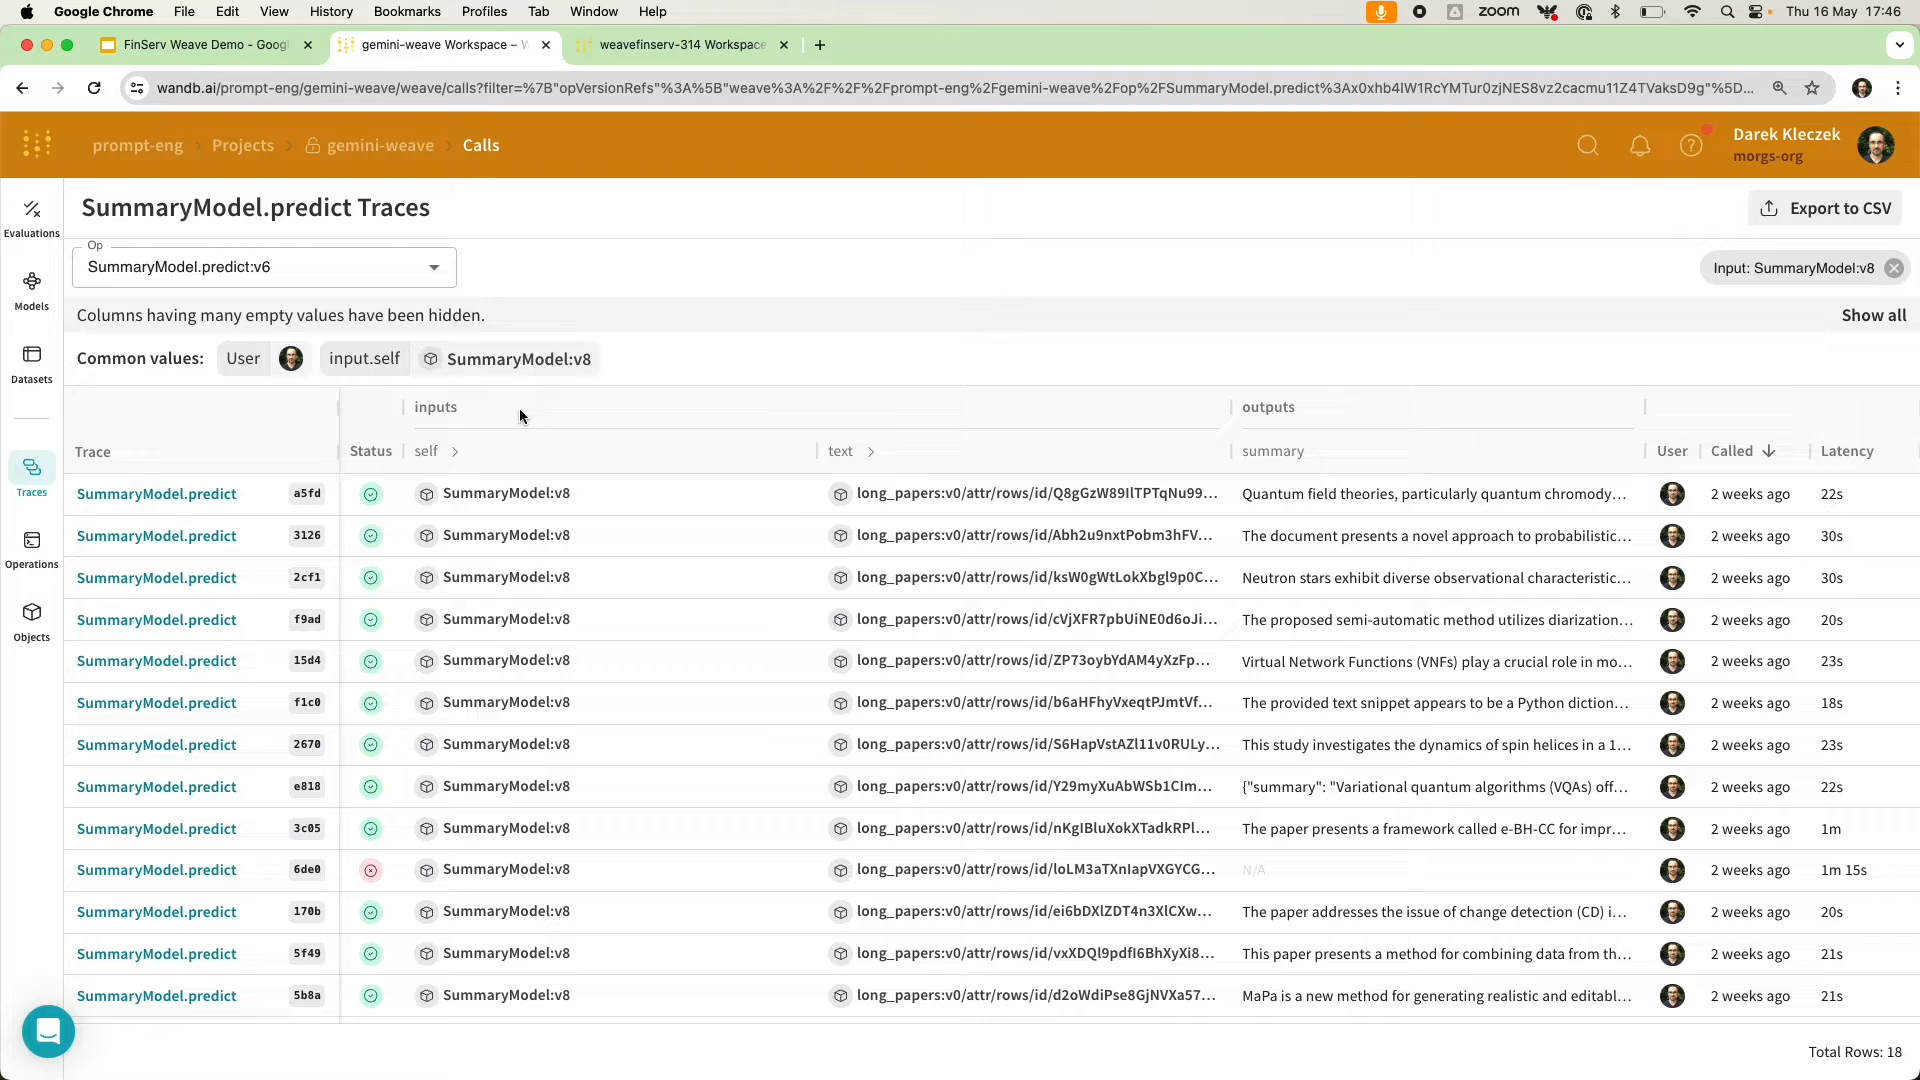 Google Chrome File Edit View History Bookmarks Profiles Tab Window Help zoom Thu 16 May 17:46
FinServ Weave Demo - Googl gemini-weave Workspace – W weavefinserv-314 Workspace
wandb.ai/prompt-eng/gemini-weave/weave/calls?filter=%7B"opVersionRefs"%3A%5B"weave%3A%2F%2F%2Fprompt-eng%2Fgemini-weave%2Fop%2FSummaryModel.predict%3Ax0xhb4lW1RcYMTur0zjNES8vz2cacmu11Z4TVaksD9g"%5D...
prompt-eng Projects gemini-weave Calls
Darek Kleczek
morgs-org
SummaryModel.predict Traces
Export to CSV
Evaluations
Models
Datasets
Traces
Operations
Objects
Op
SummaryModel.predict:v6
Input: SummaryModel:v8
Columns having many empty values have been hidden.
Show all
Common values: User input.self SummaryModel:v8
inputs outputs
Trace Status self text summary User Called Latency
SummaryModel.predict a5fd SummaryModel:v8 long_papers:v0/attr/rows/id/Q8gGzW89IlTPTqNu99... Quantum field theories, particularly quantum chromody... 2 weeks ago 22s
SummaryModel.predict 3126 SummaryModel:v8 long_papers:v0/attr/rows/id/Abh2u9nxtPobm3hFV... The document presents a novel approach to probabilistic... 2 weeks ago 30s
SummaryModel.predict 2cf1 SummaryModel:v8 long_papers:v0/attr/rows/id/ksW0gWtLokXbgl9p0C... Neutron stars exhibit diverse observational characteristic... 2 weeks ago 30s
SummaryModel.predict f9ad SummaryModel:v8 long_papers:v0/attr/rows/id/cVjXFR7pbUiNE0d6oJi... The proposed semi-automatic method utilizes diarization... 2 weeks ago 20s
SummaryModel.predict 15d4 SummaryModel:v8 long_papers:v0/attr/rows/id/ZP73oybYdAM4yXzFp... Virtual Network Functions (VNFs) play a crucial role in mo... 2 weeks ago 23s
SummaryModel.predict f1c0 SummaryModel:v8 long_papers:v0/attr/rows/id/b6aHFhyVxeqtPJmtVf... The provided text snippet appears to be a Python diction... 2 weeks ago 18s
SummaryModel.predict 2670 SummaryModel:v8 long_papers:v0/attr/rows/id/S6HapVstAZl11v0RULy... This study investigates the dynamics of spin helices in a 1... 2 weeks ago 23s
SummaryModel.predict e818 SummaryModel:v8 long_papers:v0/attr/rows/id/Y29myXuAbWSb1CIm... {"summary": "Variational quantum algorithms (VQAs) off... 2 weeks ago 22s
SummaryModel.predict 3c05 SummaryModel:v8 long_papers:v0/attr/rows/id/nKgIBluXokXTadkRPl... The paper presents a framework called e-BH-CC for impr... 2 weeks ago 1m
SummaryModel.predict 6de0 SummaryModel:v8 long_papers:v0/attr/rows/id/loLM3aTXnIapVXGYCG... N/A 2 weeks ago 1m 15s
SummaryModel.predict 170b SummaryModel:v8 long_papers:v0/attr/rows/id/ei6bDXlZDT4n3XlCXw... The paper addresses the issue of change detection (CD) i... 2 weeks ago 20s
SummaryModel.predict 5f49 SummaryModel:v8 long_papers:v0/attr/rows/id/vxXDQl9pdfI6BhXyXi8... This paper presents a method for combining data from th... 2 weeks ago 21s
SummaryModel.predict 5b8a SummaryModel:v8 long_papers:v0/attr/rows/id/d2oWdiPse8GjNVXa57... MaPa is a new method for generating realistic and editabl... 2 weeks ago 21s
Total Rows: 18